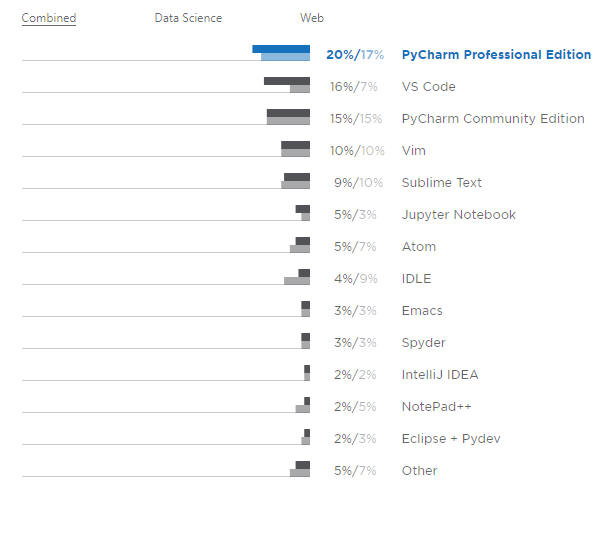 Combined Data Science Web
20%/17% PyCharm Professional Edition
16%/7% VS Code
15%/15% PyCharm Community Edition
10%/10% Vim
9%/10% Sublime Text
5%/3% Jupyter Notebook
5%/7% Atom
4%/9% IDLE
3%/3% Emacs
3%/3% Spyder
2%/2% IntelliJ IDEA
2%/5% NotePad++
2%/3% Eclipse + Pydev
5%/7% Other